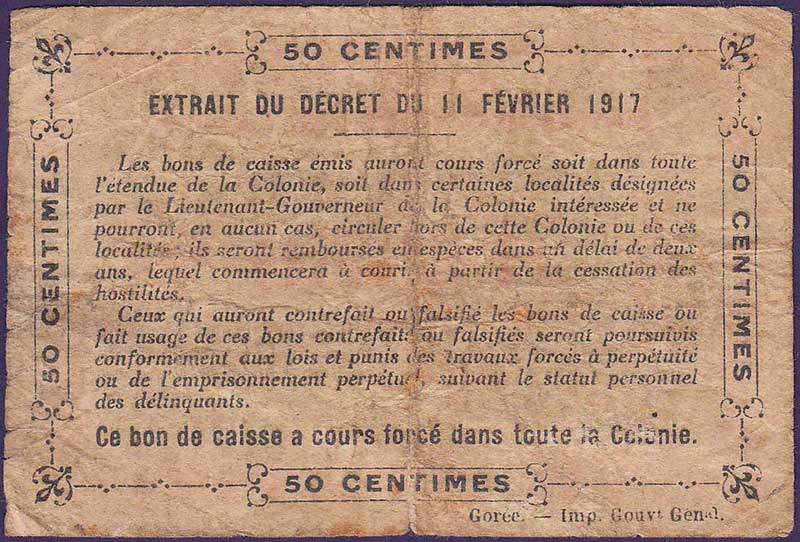 50 CENTIMES
EXTRAIT DU DÉCRET DU 11 FÉVRIER 1917
Les bons de caisse émis auront cours forcé soit dans toute
l'étendue de la Colonie, soit dans certaines localités désignées
par le Lieutenant-Gouverneur de la Colonie intéressée et ne
pourront, en aucun cas, circuler hors de cette Colonie ou de ces
localités ; ils seront remboursés en espèces dans un délai de deux
ans, lequel commencera à courir à partir de la cessation des
hostilités.
Ceux qui auront contrefait ou falsifié les bons de caisse ou
fait usage de ces bons contrefaits ou falsifiés seront poursuivis
conformément aux lois et punis des travaux forcés à perpétuité
ou de l'emprisonnement perpétuel, suivant le statut personnel
des délinquants.
Ce bon de caisse a cours forcé dans toute la Colonie.
50 CENTIMES
50 CENTIMES
50 CENTIMES
Gorée. — Imp. Gouvt Génal.